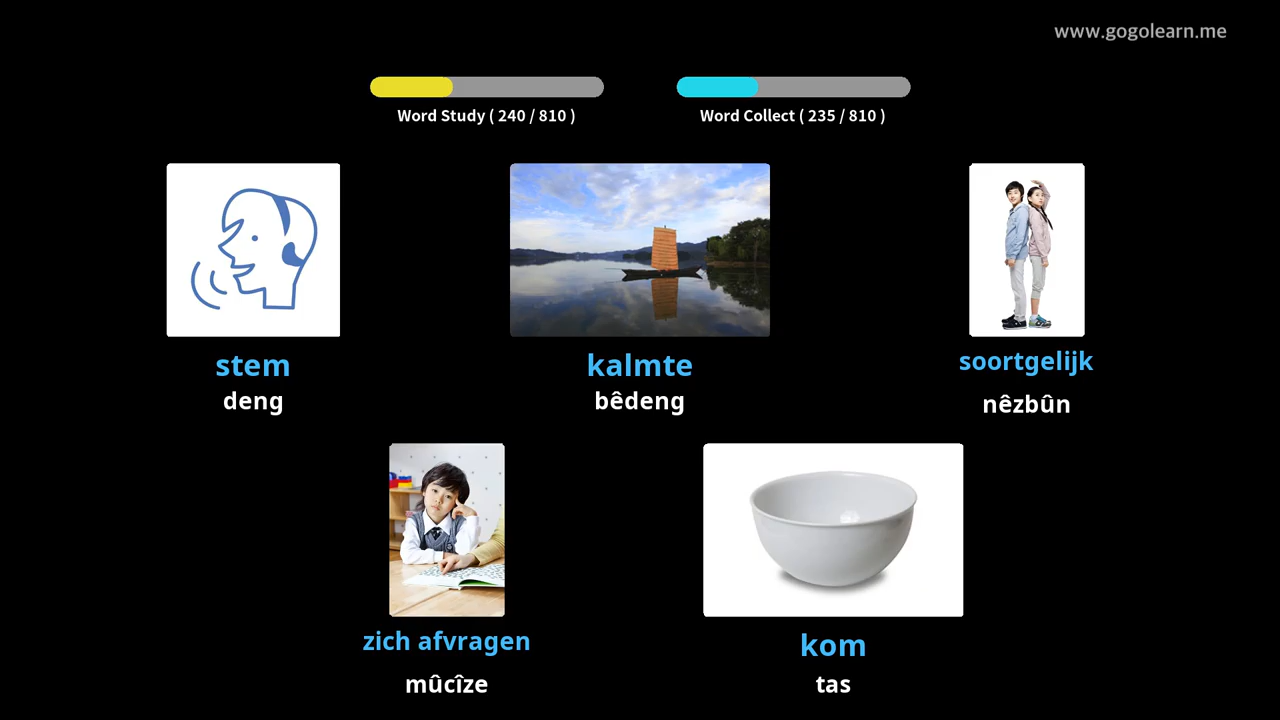 www.gogolearn.me
Word Study ( 240 / 810 )
Word Collect ( 235 / 810 )
stem
deng
kalmte
bêdeng
soortgelijk
nêzbûn
zich afvragen
mûcîze
kom
tas